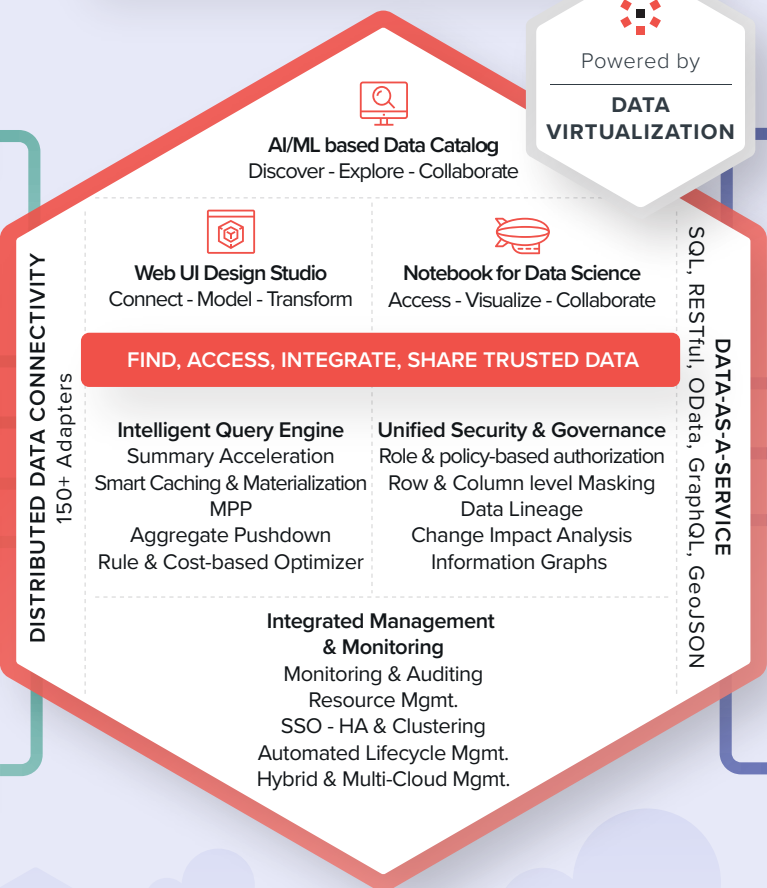 Powered by
DATA
VIRTUALIZATION
AI/ML based Data Catalog
Discover - Explore - Collaborate
Web UI Design Studio
Connect - Model - Transform
Notebook for Data Science
Access - Visualize - Collaborate
DISTRIBUTED DATA CONNECTIVITY
150+ Adapters
FIND, ACCESS, INTEGRATE, SHARE TRUSTED DATA
Intelligent Query Engine
Summary Acceleration
Smart Caching & Materialization
MPP
Aggregate Pushdown
Rule & Cost-based Optimizer
Unified Security & Governance
Role & policy-based authorization
Row & Column level Masking
Data Lineage
Change Impact Analysis
Information Graphs
DATA-AS-A-SERVICE
SQL, RESTful, OData, GraphQL, GeoJSON
Integrated Management
& Monitoring
Monitoring & Auditing
Resource Mgmt.
SSO - HA & Clustering
Automated Lifecycle Mgmt.
Hybrid & Multi-Cloud Mgmt.